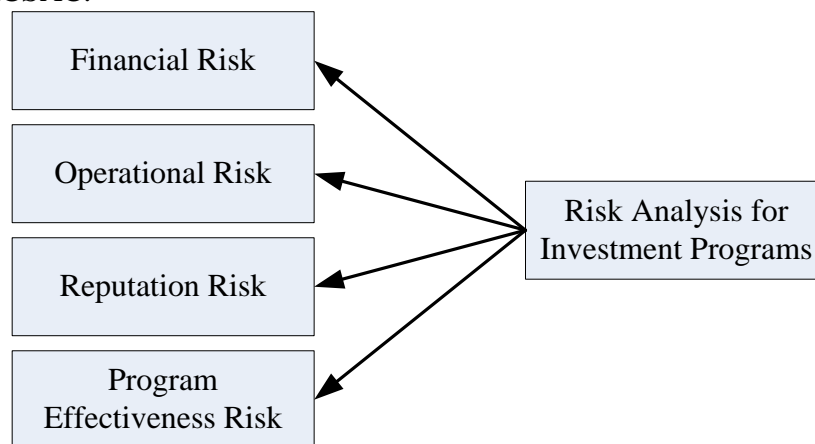 Financial Risk
Operational Risk
Reputation Risk
Program
Effectiveness Risk
Risk Analysis for
Investment Programs